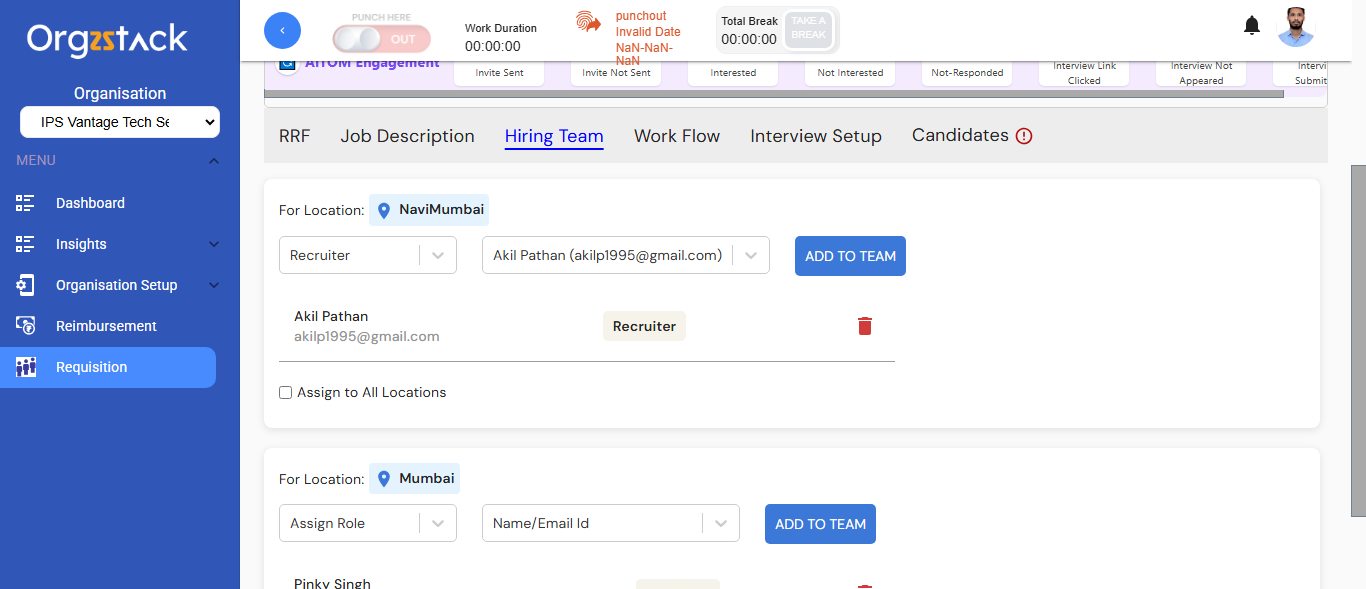 Orgzstack
Organisation
IPS Vantage Tech Se
MENU
Dashboard
Insights
Organisation Setup
Reimbursement
Requisition
PUNCH HERE
OUT
Work Duration
00:00:00
punchout
Invalid Date
NaN-NaN-
NaN
Total Break
00:00:00
TAKE A
BREAK
AITOM Engagement
Invite Sent
Invite Not Sent
Interested
Not Interested
Not-Responded
Interview Link
Clicked
Interview Not
Appeared
Intervi
Submit
RRF
Job Description
Hiring Team
Work Flow
Interview Setup
Candidates
For Location:
NaviMumbai
Recruiter
Akil Pathan (akilp1995@gmail.com)
ADD TO TEAM
Akil Pathan
akilp1995@gmail.com
Recruiter
Assign to All Locations
For Location:
Mumbai
Assign Role
Name/Email Id
ADD TO TEAM
Pinky Singh